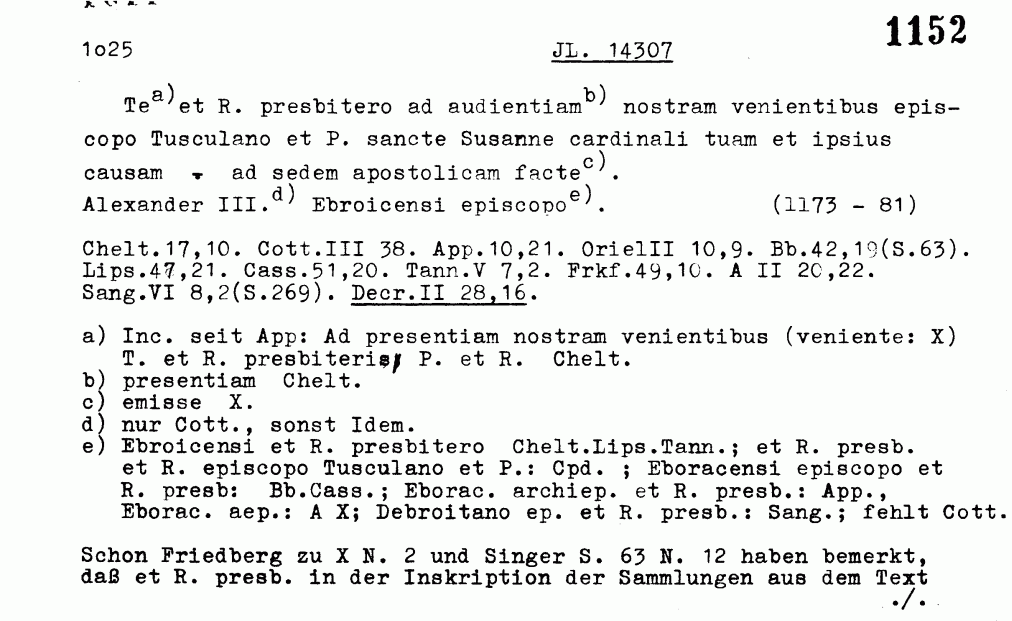 1152
1o25 JL. 14307
Te a) et R. presbitero ad audientiam b) nostram venientibus epis-
copo Tusculano et P. sancte Susanne cardinali tuam et ipsius
causam - ad sedem apostolicam facte c).
Alexander III. d) Ebroicensi episcopo e). (1173 - 81)
Chelt.17,10. Cott.III 38. App.10,21. OrielII 10,9. Bb.42,19(S.63).
Lips.47,21. Cass.51,20. Tann.V 7,2. Frkf.49,10. A II 20,22.
Sang.VI 8,2(S.269). Decr.II 28,16.
a) Inc. seit App: Ad presentiam nostram venientibus (veniente: X)
T. et R. presbiteris, P. et R. Chelt.
b) presentiam Chelt.
c) emisse X.
d) nur Cott., sonst Idem.
e) Ebroicensi et R. presbitero Chelt.Lips.Tann.; et R. presb.
et R. episcopo Tusculano et P.: Cpd. ; Eboracensi episcopo et
R. presb: Bb.Cass.; Eborac. archiep. et R. presb.: App.,
Eborac. aep.: A X; Debroitano ep. et R. presb.: Sang.; fehlt Cott.
Schon Friedberg zu X N. 2 und Singer S. 63 N. 12 haben bemerkt,
daß et R. presb. in der Inskription der Sammlungen aus dem Text
./.